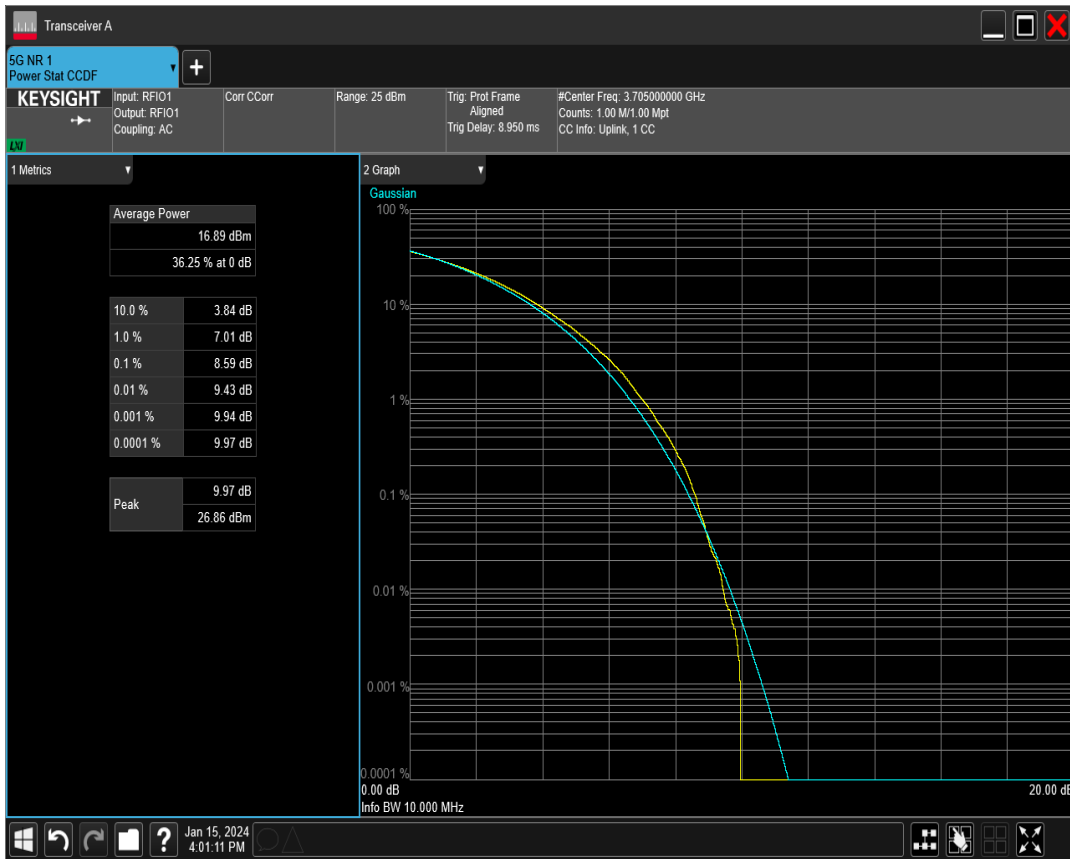 Transceiver A
5G NR 1
Power Stat CCDF
+
KEYSIGHT
LXI
Input: RFIO1
Output: RFIO1
Coupling: AC
Corr CCorr
Range: 25 dBm
Trig: Prot Frame
Aligned
Trig Delay: 8.950 ms
#Center Freq: 3.705000000 GHz
Counts: 1.00 M/1.00 Mpt
CC Info: Uplink, 1 CC
1 Metrics
Average Power
16.89 dBm
36.25 % at 0 dB
10.0 % 3.84 dB
1.0 % 7.01 dB
0.1 % 8.59 dB
0.01 % 9.43 dB
0.001 % 9.94 dB
0.0001 % 9.97 dB
Peak
9.97 dB
26.86 dBm
2 Graph
Gaussian
100 %
10 %
1 %
0.1 %
0.01 %
0.001 %
0.0001 %
0.00 dB
20.00 dB
Info BW 10.000 MHz
?
Jan 15, 2024
4:01:11 PM